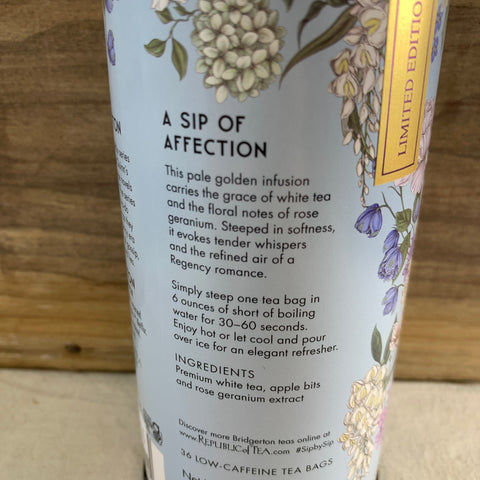 A SIP OF
AFFECTION
This pale golden infusion
carries the grace of white tea
and the floral notes of rose
geranium. Steeped in softness,
it evokes tender whispers
and the refined air of a
Regency romance.
Simply steep one tea bag in
6 ounces of short of boiling
water for 30–60 seconds.
Enjoy hot or let cool and pour
over ice for an elegant refresher.
INGREDIENTS
Premium white tea, apple bits
and rose geranium extract
Discover more Bridgerton teas online at
www.REPUBLICofTEA.com #SipbySip
36 LOW-CAFFEINE TEA BAGS
LIMITED EDITION